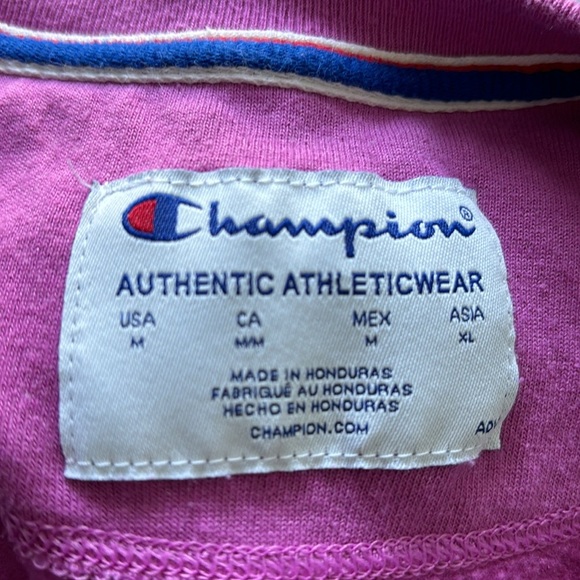 Champion®
AUTHENTIC ATHLETICWEAR
USA CA MEX ASIA
M M/M M XL
MADE IN HONDURAS
FABRIQUÉ AU HONDURAS
HECHO EN HONDURAS
CHAMPION.COM